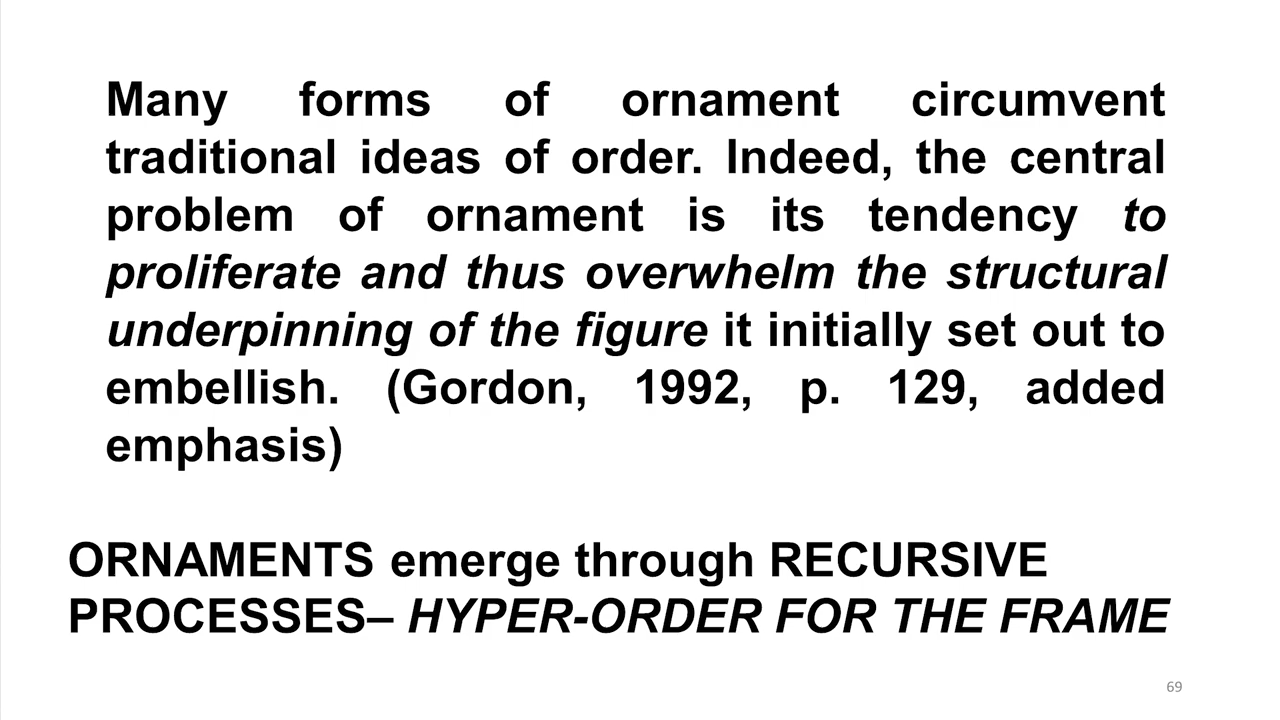 Many forms of ornament circumvent
traditional ideas of order. Indeed, the central
problem of ornament is its tendency to
proliferate and thus overwhelm the structural
underpinning of the figure it initially set out to
embellish. (Gordon, 1992, p. 129, added
emphasis)
ORNAMENTS emerge through RECURSIVE
PROCESSES– HYPER-ORDER FOR THE FRAME
69